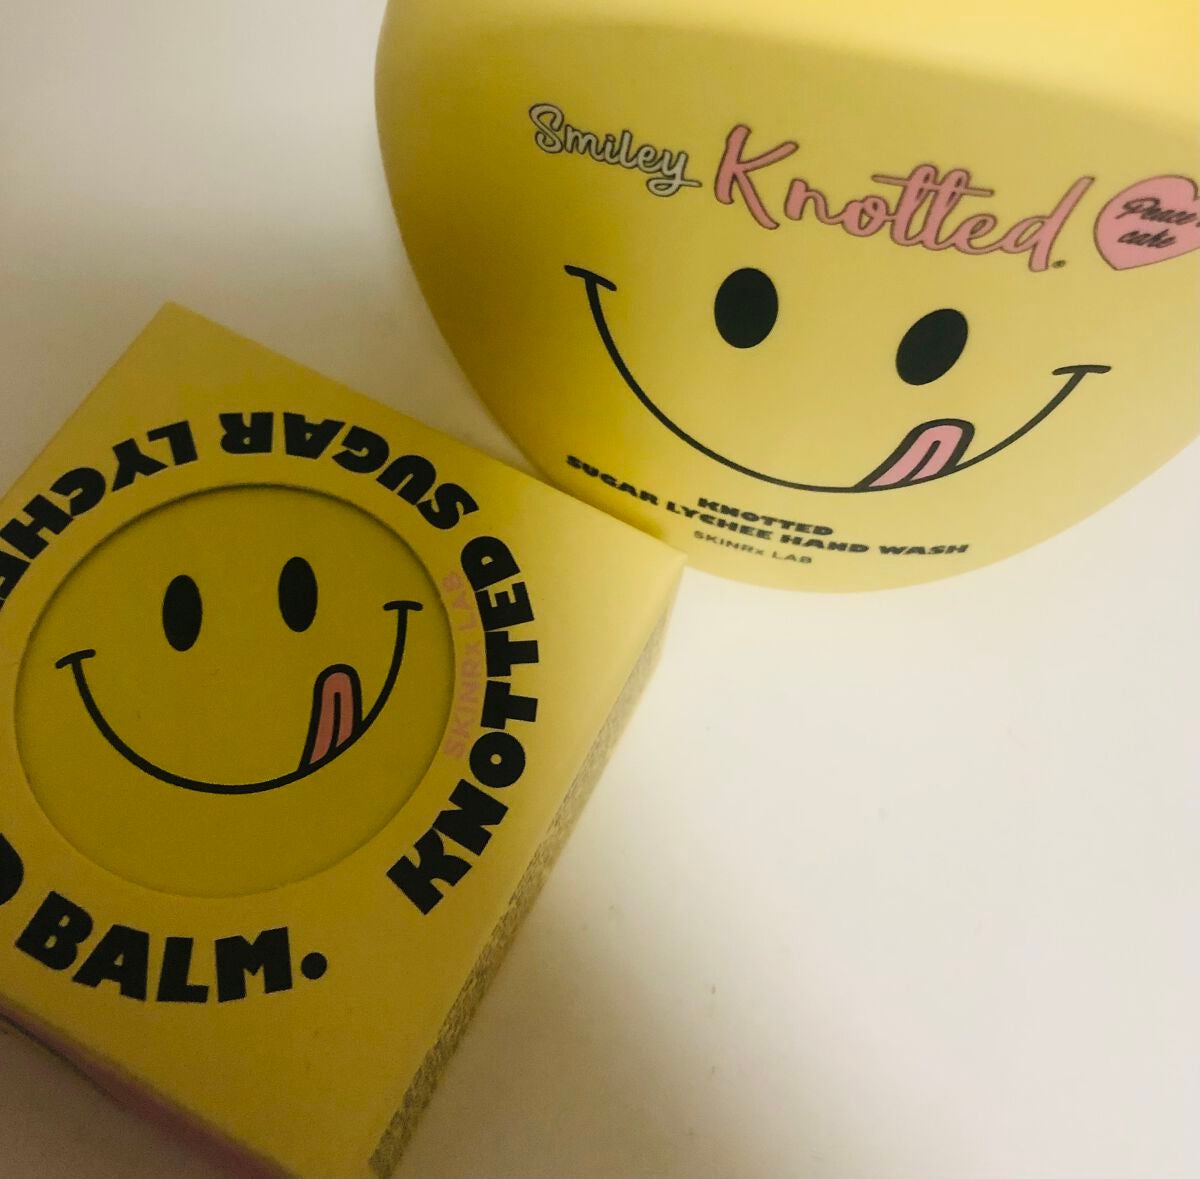 Smiley Knotted®
Peace
cake
KNOTTED
SUGAR LYCHEE HAND WASH
SKINRx LAB
KNOTTED SUGAR LYCHE
BALM.
SKINRx LAB